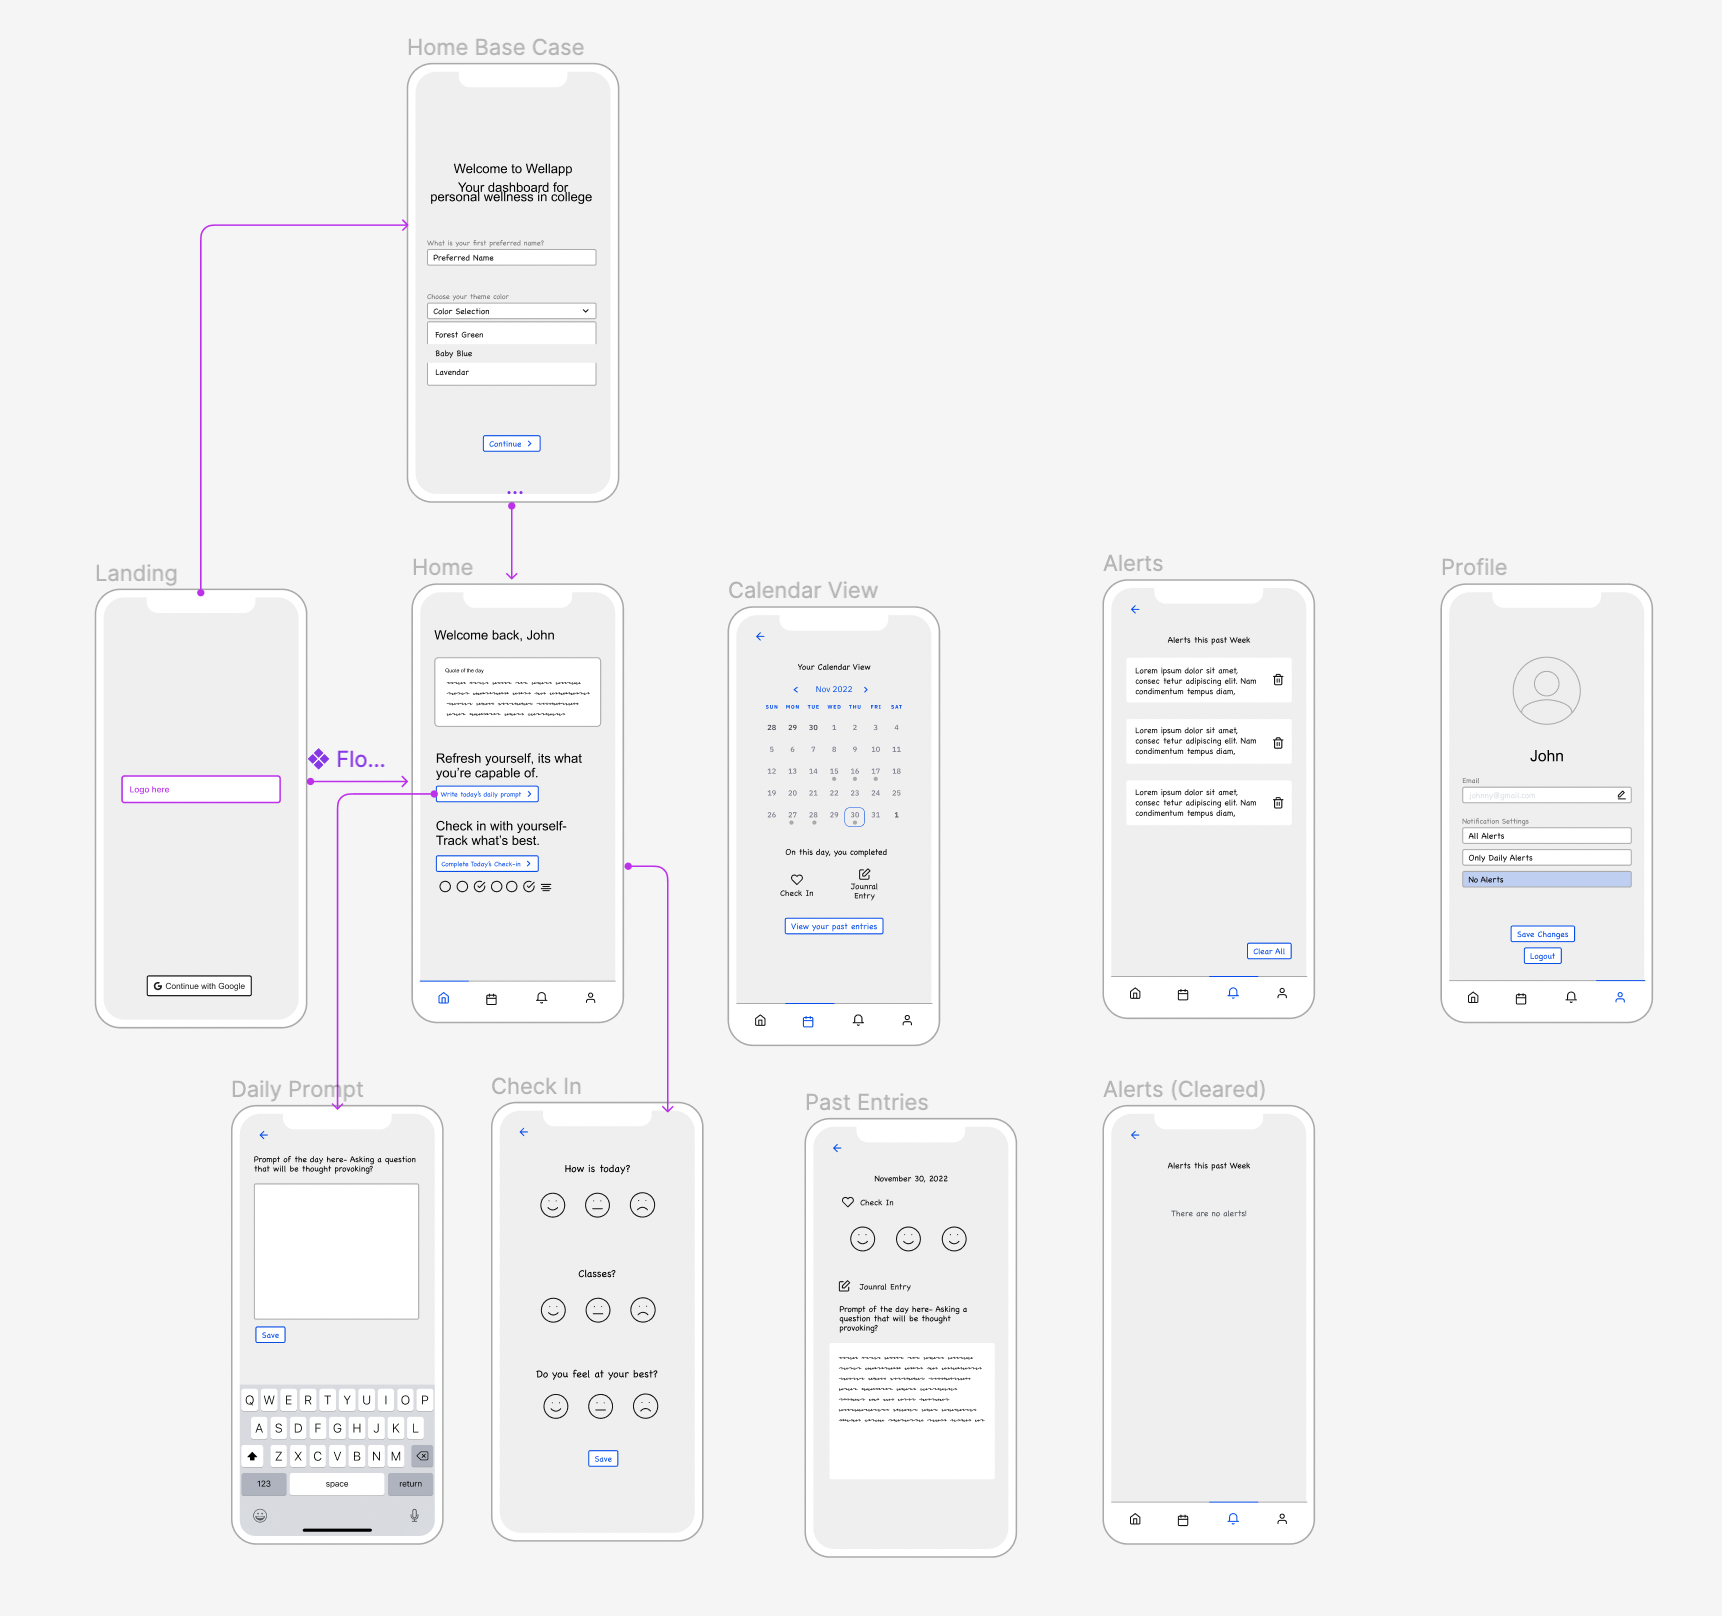 Home Base Case
Welcome to Wellapp
Your dashboard for
personal wellness in college
What is your first preferred name?
Preferred Name
Choose your theme color
Color Selection
Forest Green
Baby Blue
Lavendar
Continue
Landing
Logo here
Continue with Google
Flo...
Home
Welcome back, John
Quote of the day
Refresh yourself, its what
you're capable of.
Write today's daily prompt
Check in with yourself-
Track what's best.
Complete Today's Check-in
Calendar View
Your Calendar View
Nov 2022
SUN MON TUE WED THU FRI SAT
28 29 30 1 2 3 4
5 6 7 8 9 10 11
12 13 14 15 16 17 18
19 20 21 22 23 24 25
26 27 28 29 30 31 1
On this day, you completed
Check In
Jounral
Entry
View your past entries
Alerts
Alerts this past Week
Lorem ipsum dolor sit amet,
consec tetur adipiscing elit. Nam
condimentum tempus diam,
Lorem ipsum dolor sit amet,
consec tetur adipiscing elit. Nam
condimentum tempus diam,
Lorem ipsum dolor sit amet,
consec tetur adipiscing elit. Nam
condimentum tempus diam,
Clear All
Profile
John
Email
johnny@gmail.com
Notification Settings
All Alerts
Only Daily Alerts
No Alerts
Save Changes
Logout
Daily Prompt
Prompt of the day here- Asking a question
that will be thought provoking?
Save
Q W E R T Y U I O P
A S D F G H J K L
Z X C V B N M
123 space return
Check In
How is today?
Classes?
Do you feel at your best?
Save
Past Entries
November 30, 2022
Check In
Jounral Entry
Prompt of the day here- Asking a
question that will be thought
provoking?
Alerts (Cleared)
Alerts this past Week
There are no alerts!